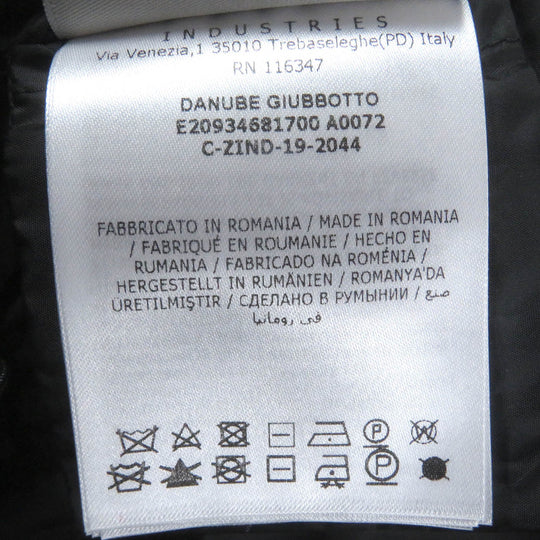 INDUSTRIES
Via Venezia,1 35010 Trebaseleghe(PD) Italy
RN 116347
DANUBE GIUBBOTTO
E20934681700 A0072
C-ZIND-19-2044
FABBRICATO IN ROMANIA / MADE IN ROMANIA
/ FABRIQUÉ EN ROUMANIE / HECHO EN
RUMANIA / FABRICADO NA ROMÉNIA /
HERGESTELLT IN RUMÄNIEN / ROMANYA'DA
ÜRETILMIŞTIR / СДЕЛАНО В РУМЫНИИ / صنع
في رومانيا
P W
P